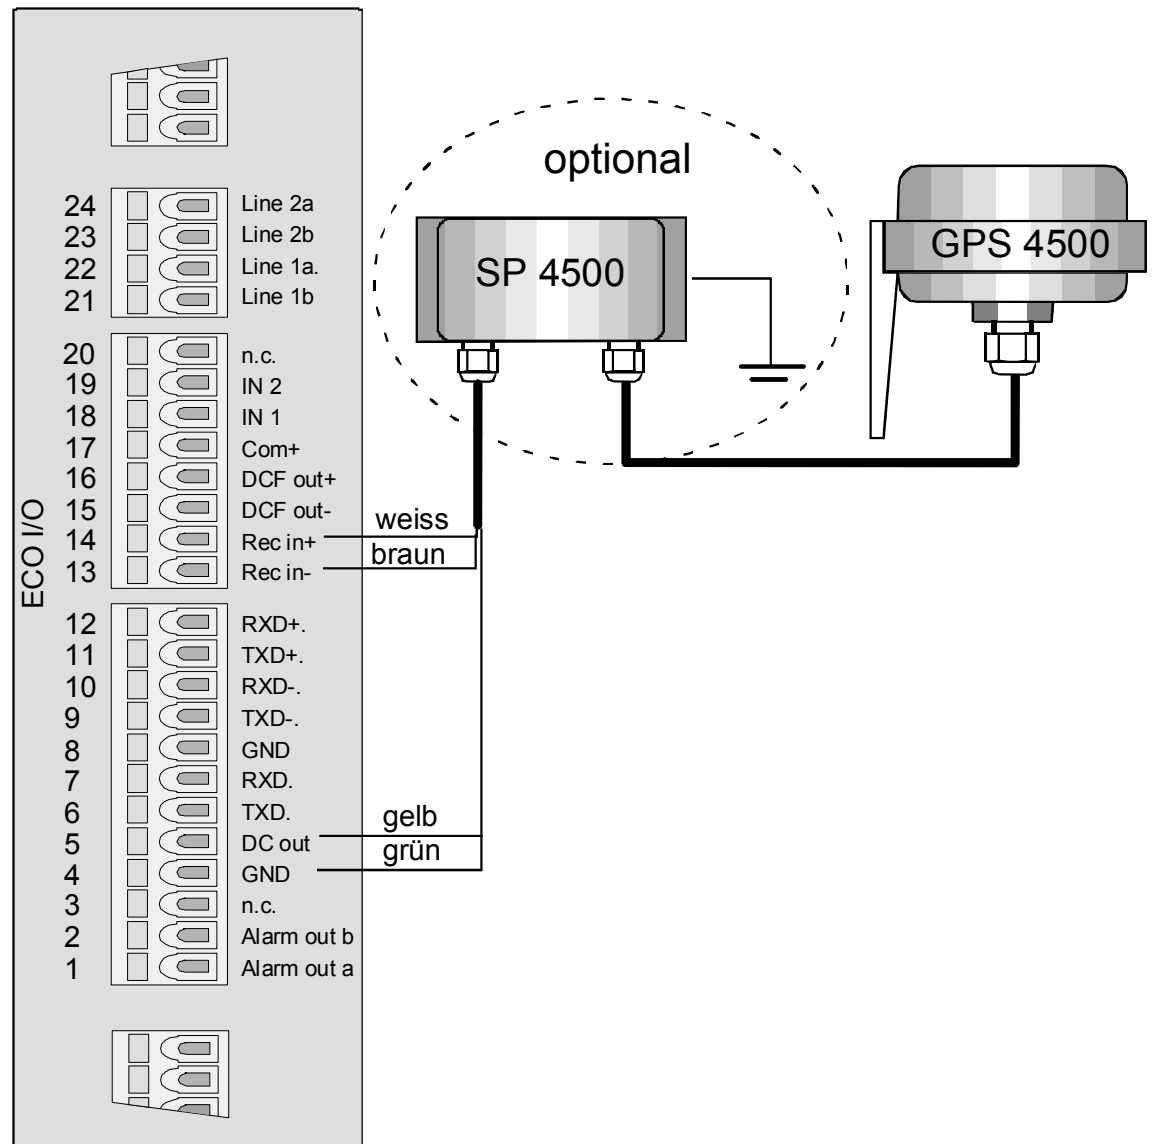 optional
SP 4500
GPS 4500
ECO I/O
24 Line 2a
23 Line 2b
22 Line 1a.
21 Line 1b
20 n.c.
19 IN 2
18 IN 1
17 Com+
16 DCF out+
15 DCF out-
14 Rec in+ weiss
13 Rec in- braun
12 RXD+.
11 TXD+.
10 RXD-.
9 TXD-.
8 GND
7 RXD.
6 TXD.
5 DC out gelb
4 GND grün
3 n.c.
2 Alarm out b
1 Alarm out a